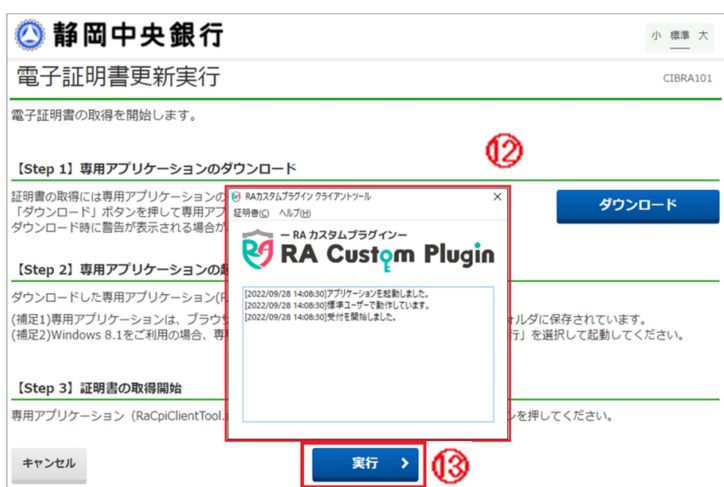 静岡中央銀行
小 標準 大
電子証明書更新実行
CIBRA101
電子証明書の取得を開始します。
⑫
【Step 1】専用アプリケーションのダウンロード
証明書の取得には専用アプリケーションの
「ダウンロード」ボタンを押して専用アプ
ダウンロード時に警告が表示される場合が
ダウンロード
RAカスタムプラグイン クライアントツール
証明書(C) ヘルプ(H)
− RA カスタムプラグイン−
RA Custom Plugin
[2022/09/28 14:08:30]アプリケーションを起動しました。
[2022/09/28 14:08:30]標準ユーザーで動作しています。
[2022/09/28 14:08:30]受付を開始しました。
【Step 2】専用アプリケーションの
ダウンロードした専用アプリケーション(R
(補足1)専用アプリケーションは、ブラウ
ォルダに保存されています。
(補足2)Windows 8.1をご利用の場合、専
行」を選択して起動してください。
【Step 3】証明書の取得開始
専用アプリケーション（RaCpiClientTool.
ンを押してください。
キャンセル
実行
⑬